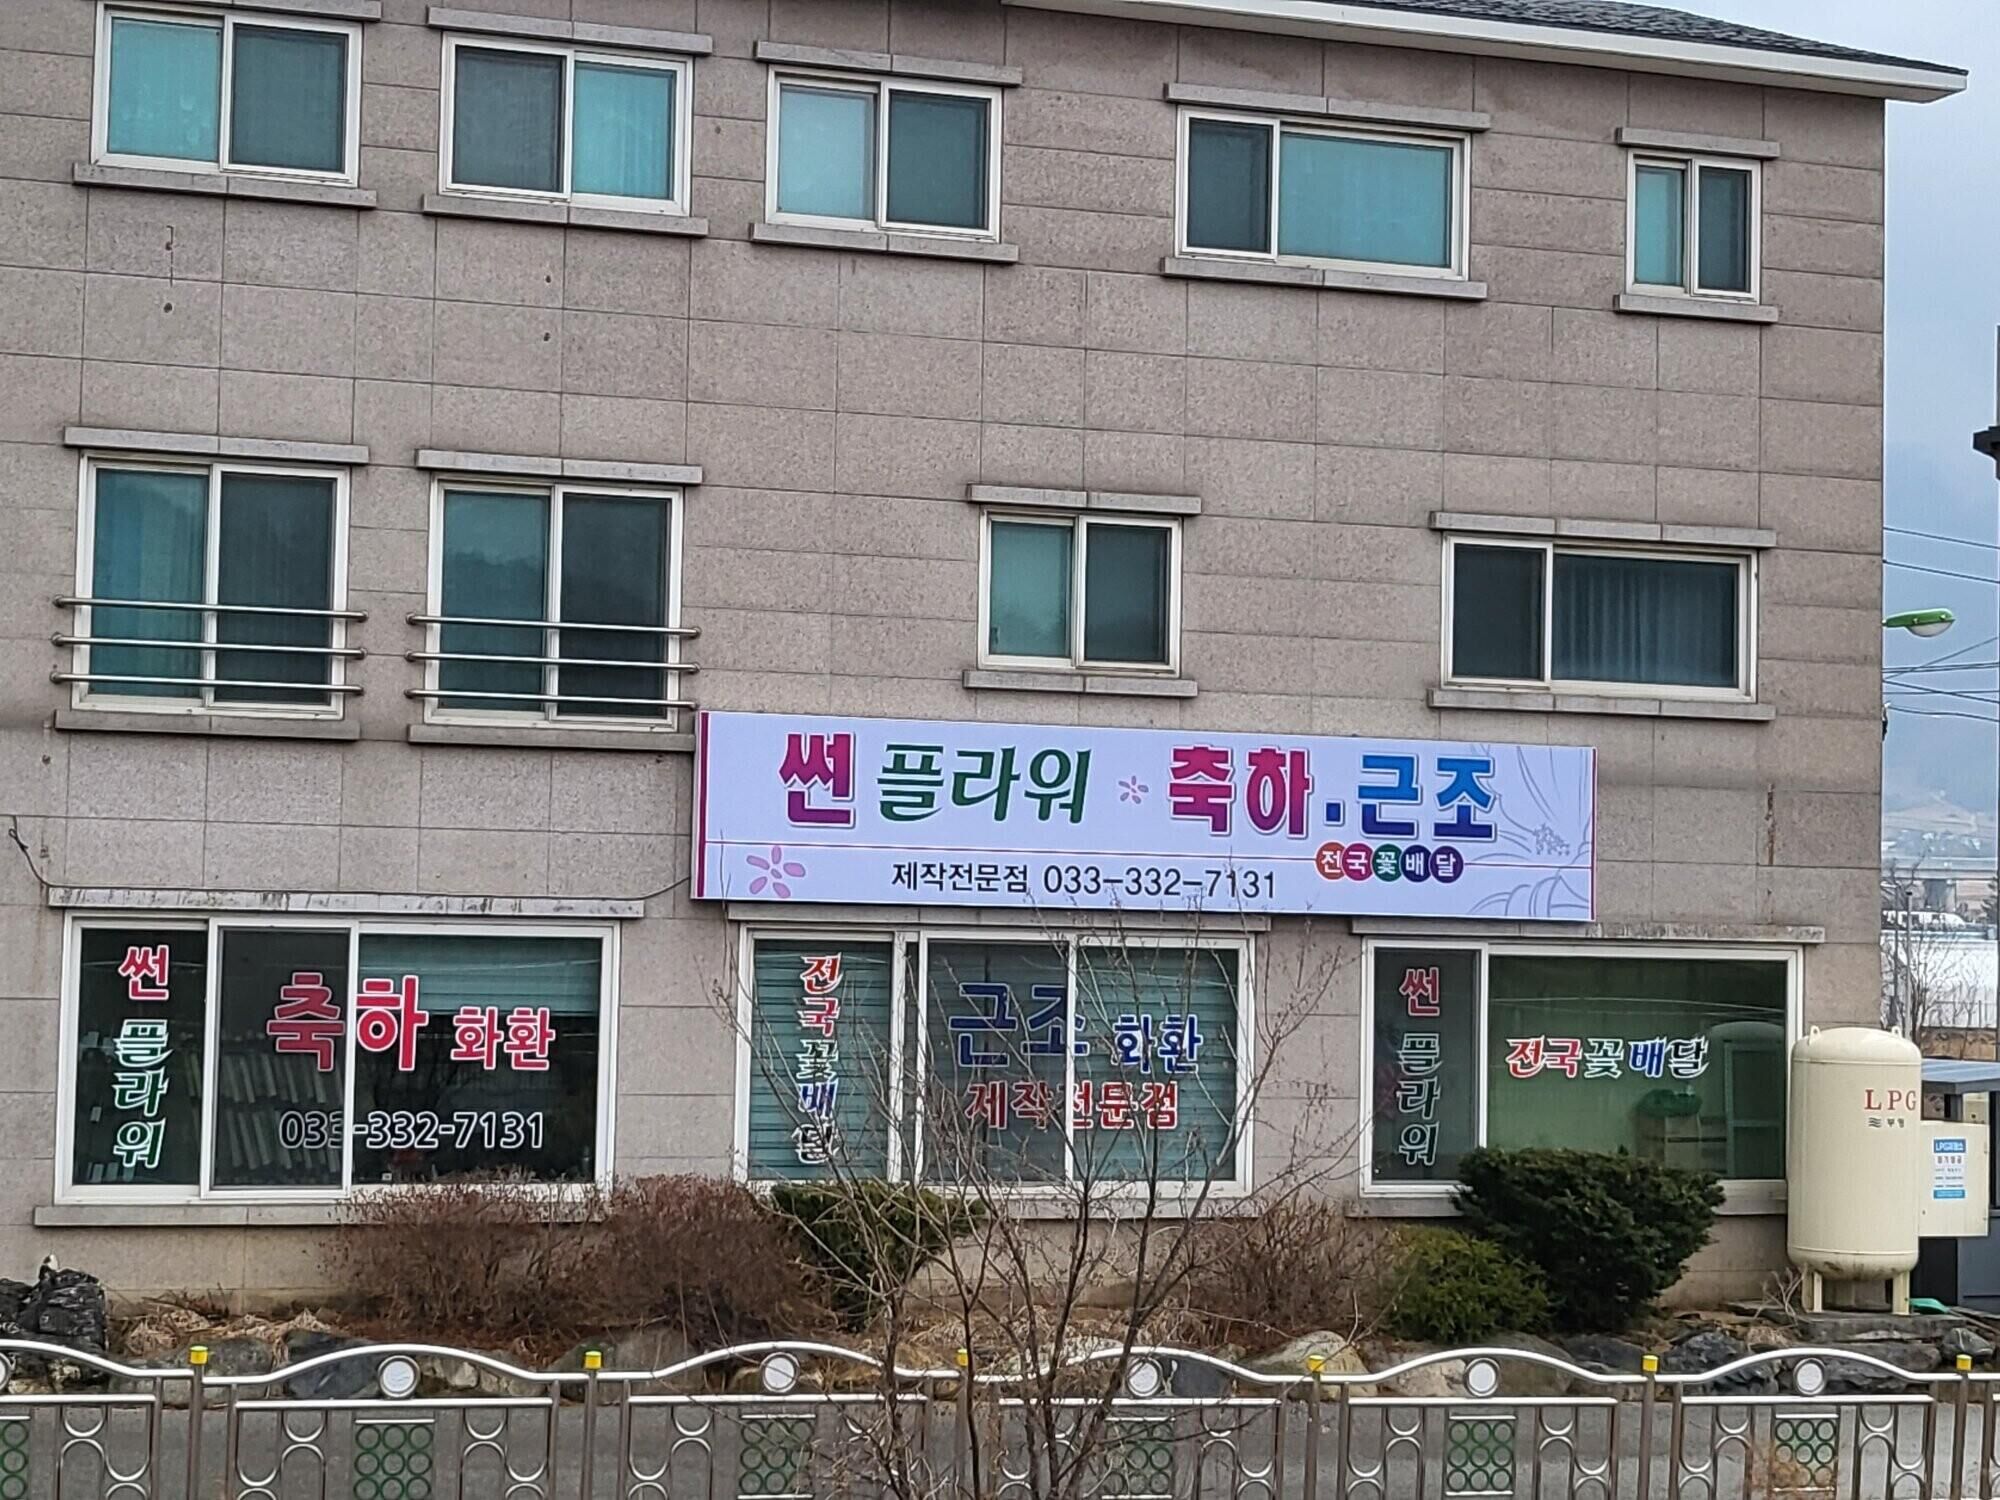 썬 플라워 축하.근조
전국꽃배달
제작전문점 033-332-7131
썬 플라워
축하 화환
033-332-7131
전국꽃배달
근조 화환
제작전문점
썬 플라워
전국꽃배달
LPG
부탄